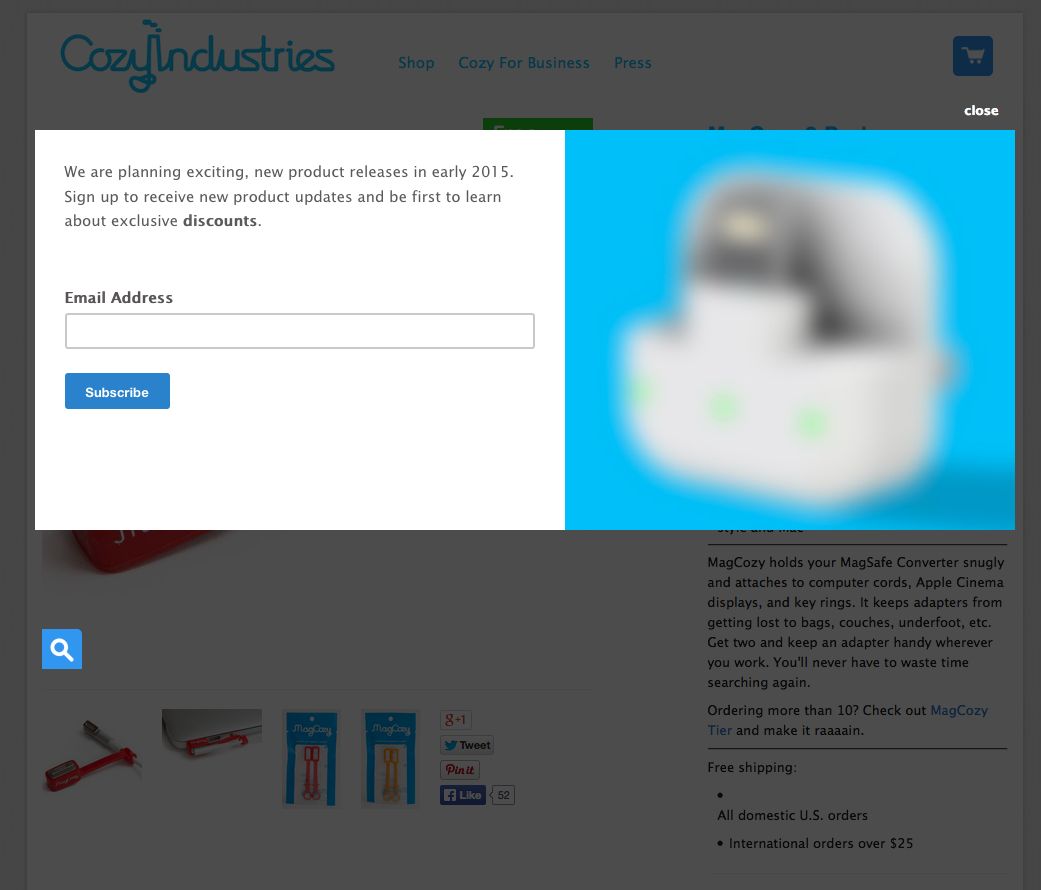 CozyIndustries
Shop Cozy For Business Press
close
We are planning exciting, new product releases in early 2015.
Sign up to receive new product updates and be first to learn
about exclusive discounts.
Email Address
Subscribe
style and Mac
MagCozy holds your MagSafe Converter snugly
and attaches to computer cords, Apple Cinema
displays, and key rings. It keeps adapters from
getting lost to bags, couches, underfoot, etc.
Get two and keep an adapter handy wherever
you work. You'll never have to waste time
searching again.
Ordering more than 10? Check out MagCozy
Tier and make it raaaain.
Free shipping:
•
All domestic U.S. orders
• International orders over $25
MagCozy
MagCozy
g+1
Tweet
Pinit
Like 52